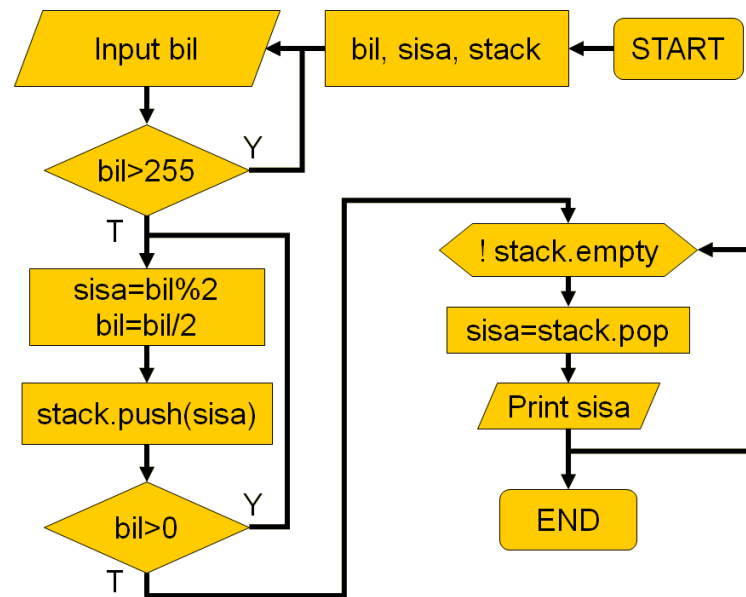 START
bil, sisa, stack
Input bil
bil>255
Y
T
sisa=bil%2
bil=bil/2
stack.push(sisa)
bil>0
Y
T
! stack.empty
sisa=stack.pop
Print sisa
END